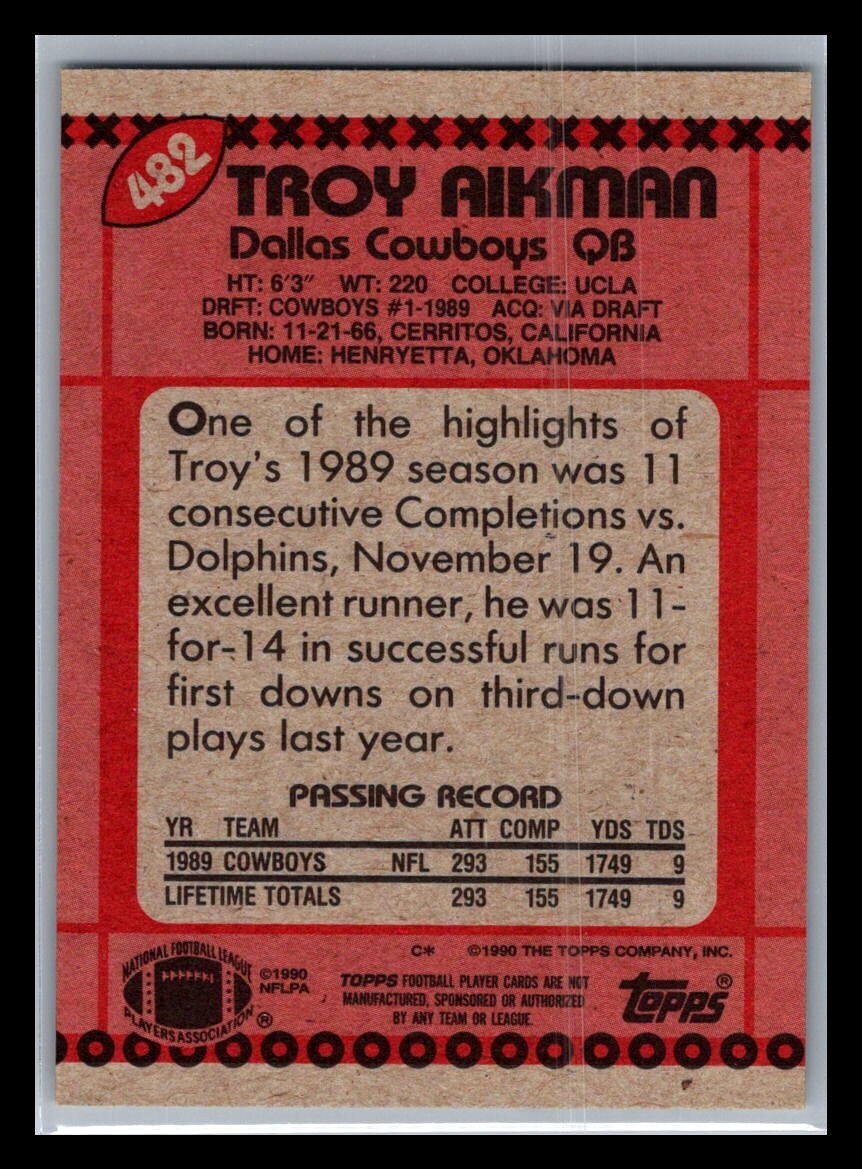 482
TROY AIKMAN
Dallas Cowboys QB
HT: 6'3" WT: 220 COLLEGE: UCLA
DRFT: COWBOYS #1-1989 ACQ: VIA DRAFT
BORN: 11-21-66, CERRITOS, CALIFORNIA
HOME: HENRYETTA, OKLAHOMA
One of the highlights of
Troy's 1989 season was 11
consecutive Completions vs.
Dolphins, November 19. An
excellent runner, he was 11-
for-14 in successful runs for
first downs on third-down
plays last year.
PASSING RECORD
YR TEAM ATT COMP YDS TDS
1989 COWBOYS NFL 293 155 1749 9
LIFETIME TOTALS 293 155 1749 9
C* ©1990 THE TOPPS COMPANY, INC.
NATIONAL FOOTBALL LEAGUE
PLAYERS ASSOCIATION ®
©1990
NFLPA
TOPPS FOOTBALL PLAYER CARDS ARE NOT
MANUFACTURED, SPONSORED OR AUTHORIZED
BY ANY TEAM OR LEAGUE.
topps ®